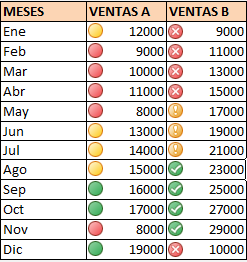 MESES VENTAS A VENTAS B
Ene 12000 9000
Feb 9000 11000
Mar 10000 13000
Abr 11000 15000
May 8000 17000
Jun 13000 19000
Jul 14000 21000
Ago 15000 23000
Sep 16000 25000
Oct 17000 27000
Nov 8000 29000
Dic 19000 10000